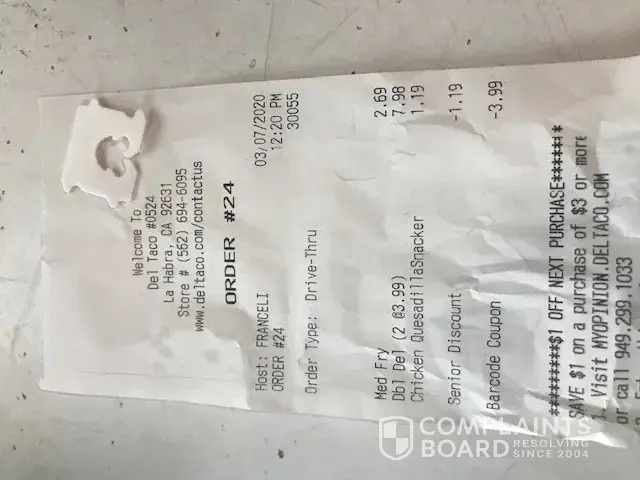 Welcome To
Del Taco #0524
La Habra, CA 92631
Store # (562) 694-6095
www.deltaco.com/contactus
ORDER #24
03/07/2020
Host: FRANCELI 12:20 PM
ORDER #24 30055
Order Type: Drive-Thru
Med Fry 2.69
Dbl Del (2 @3.99) 7.98
Chicken QuesadillaSnacker 1.19
Senior Discount -1.19
Barcode Coupon -3.99
*********$1 OFF NEXT PURCHASE*******
SAVE $1 on a purchase of $3 or more
1. Visit MYOPINION.DELTACO.COM
or call 949.299.1033
COMPLAINTS
BOARD RESOLVING
SINCE 2004